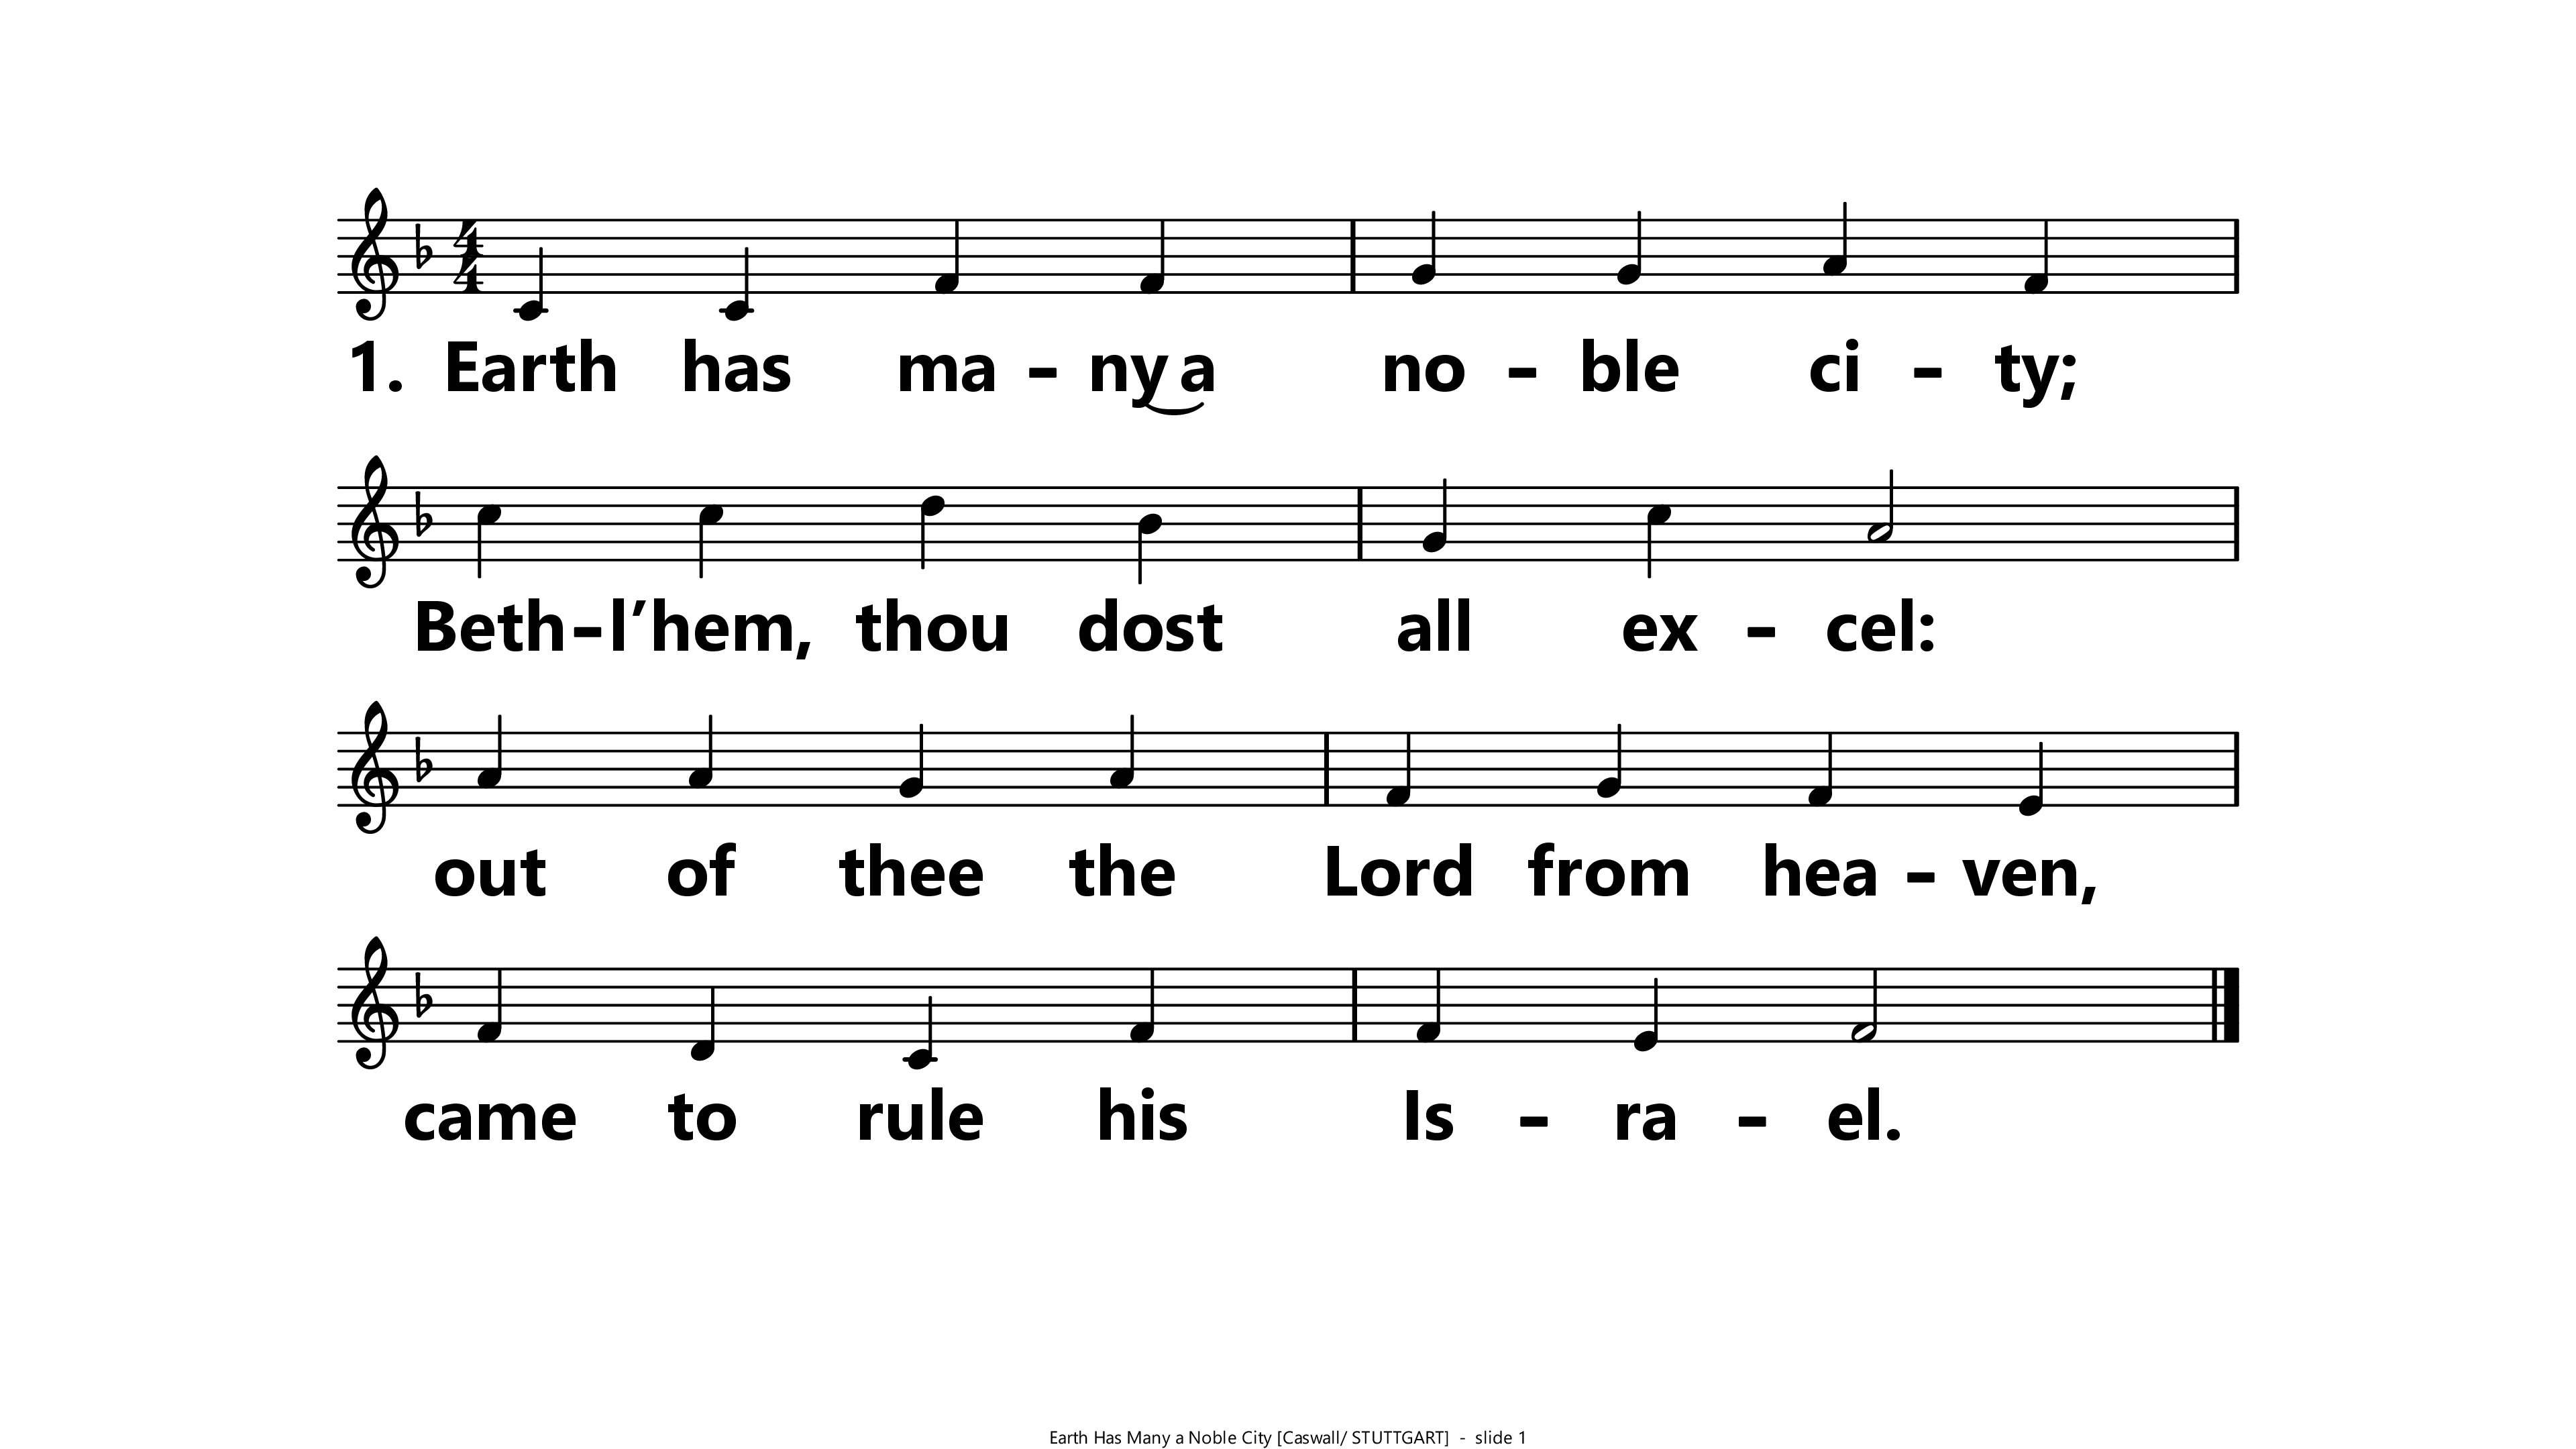 1. Earth has ma - ny a no - ble ci - ty;
Beth - l’hem, thou dost all ex - cel:
out of thee the Lord from hea - ven,
came to rule his Is - ra - el.
Earth Has Many a Noble City [Caswall/ STUTTGART] - slide 1